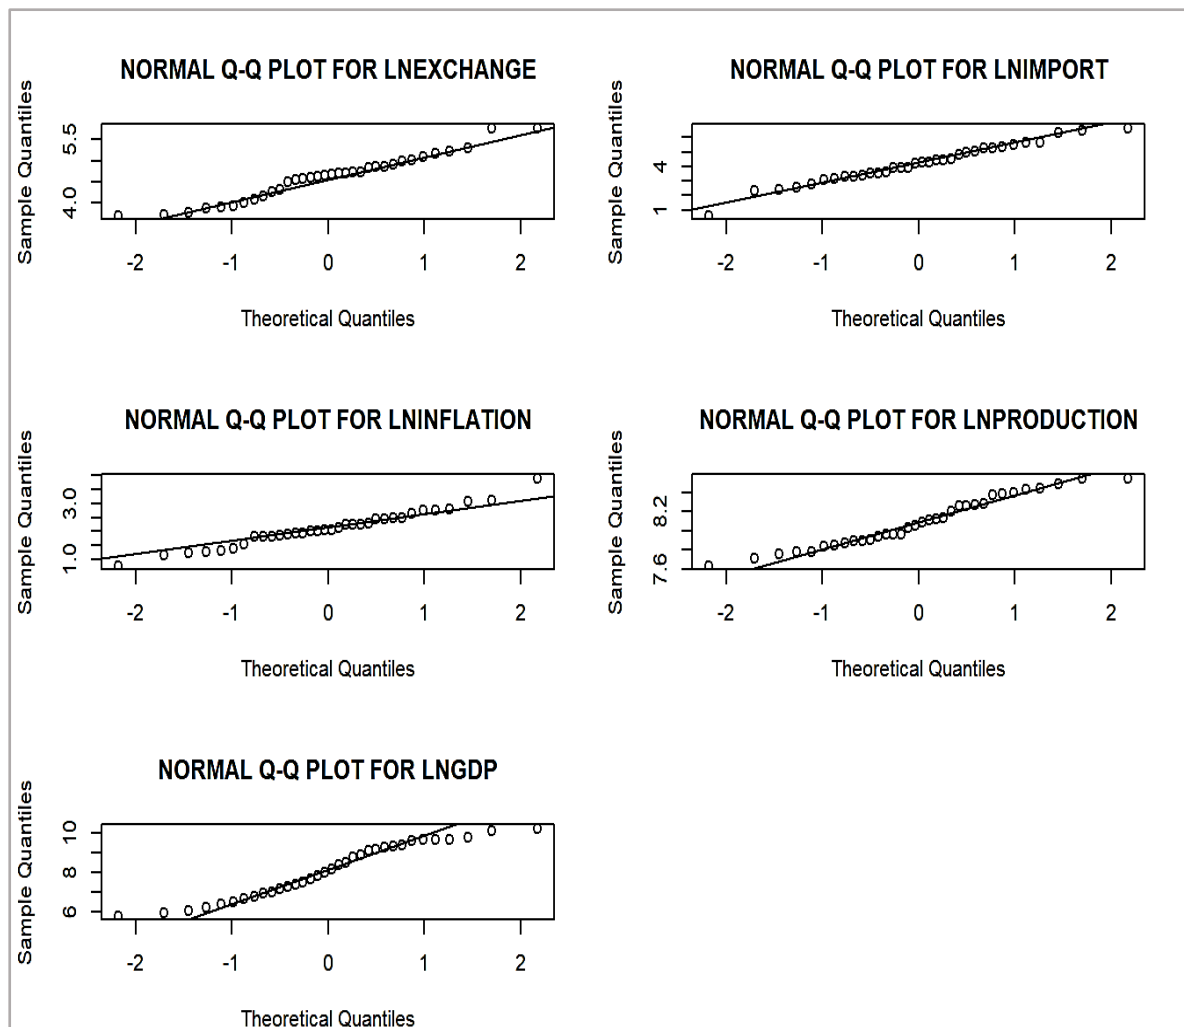 NORMAL Q-Q PLOT FOR LNEXCHANGE
Sample Quantiles
5.5
4.0
-2 -1 0 1 2
Theoretical Quantiles
NORMAL Q-Q PLOT FOR LNIMPORT
Sample Quantiles
4
1
-2 -1 0 1 2
Theoretical Quantiles
NORMAL Q-Q PLOT FOR LNINFLATION
Sample Quantiles
3.0
1.0
-2 -1 0 1 2
Theoretical Quantiles
NORMAL Q-Q PLOT FOR LNPRODUCTION
Sample Quantiles
8.2
7.6
-2 -1 0 1 2
Theoretical Quantiles
NORMAL Q-Q PLOT FOR LNGDP
Sample Quantiles
10
8
6
-2 -1 0 1 2
Theoretical Quantiles